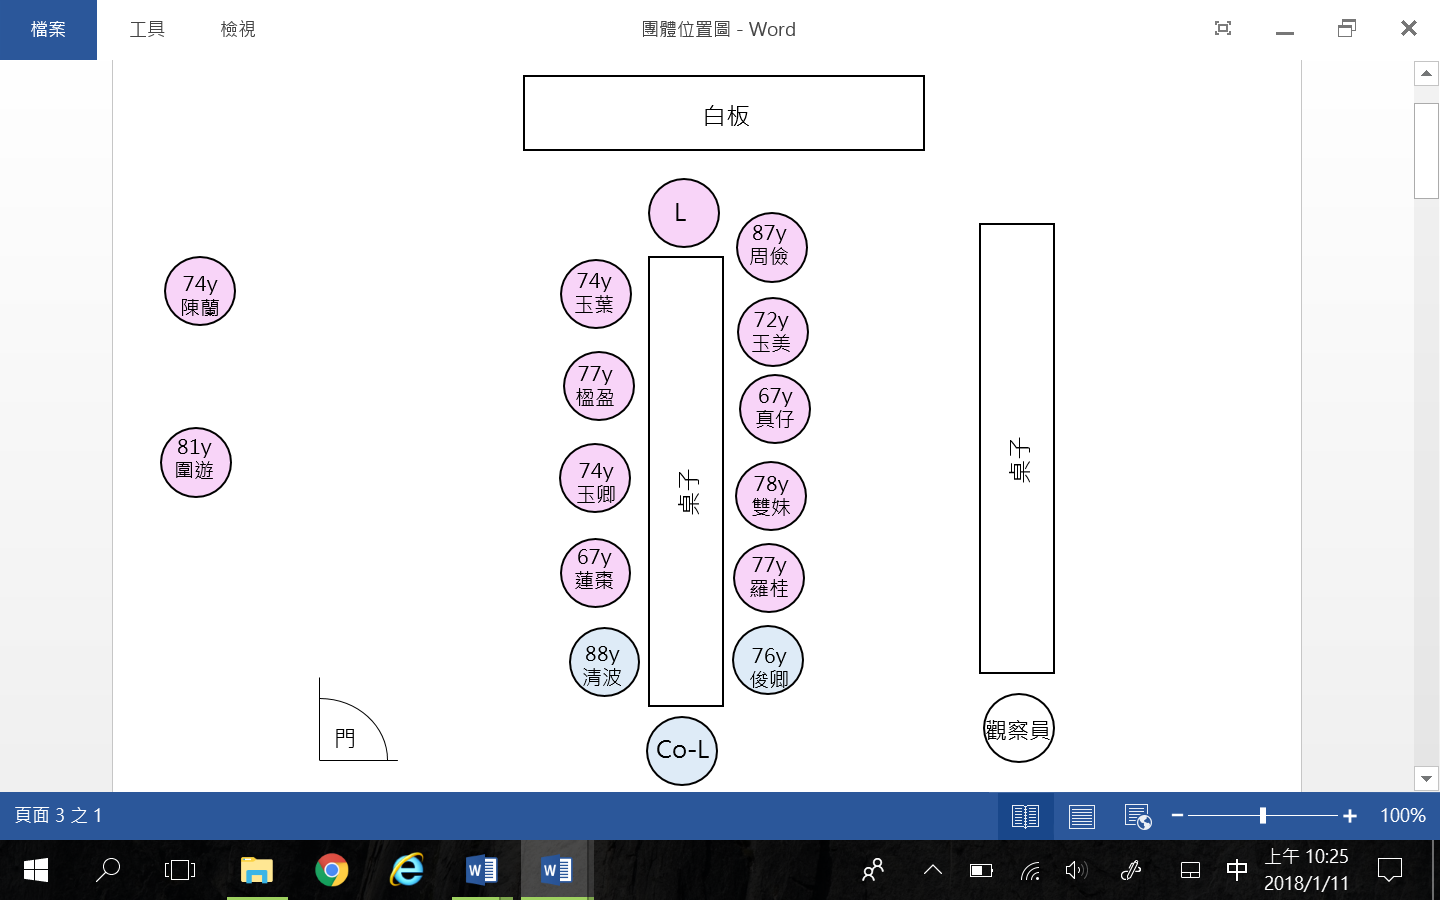 檔案
工具
檢視
團體位置圖 - Word
白板
L
87y
周儉
74y
陳蘭
74y
玉葉
72y
玉美
77y
楹盈
67y
真仔
81y
圍遊
74y
玉卿
桌子
78y
雙妹
桌子
67y
蓮棗
77y
羅桂
88y
清波
76y
俊卿
門
Co-L
觀察員
頁面 3 之 1
100%
中
上午 10:25
2018/1/11